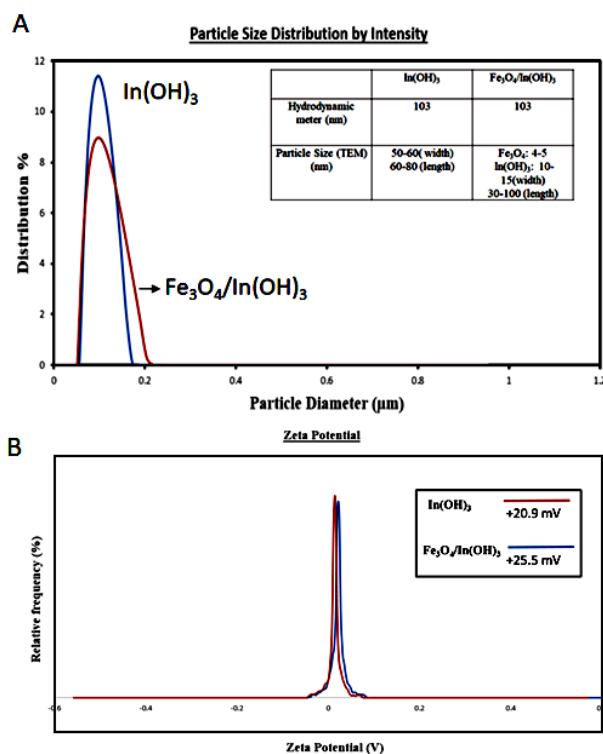 A
Particle Size Distribution by Intensity
In(OH)₃
Fe₃O₄/In(OH)₃
In(OH)₃ Fe₃O₄/In(OH)₃
Hydrodynamic meter (nm) 103 103
Particle Size (TEM) (nm) 50-60( width) 60-80 (length) Fe₃O₄: 4-5 In(OH)₃: 10-15(width) 30-100 (length)
Distribution %
12
10
8
6
4
2
0
0 0.2 0.4 0.6 0.8 1 1.2
Particle Diameter (µm)
B
Zeta Potential
In(OH)₃
+20.9 mV
Fe₃O₄/In(OH)₃
+25.5 mV
Relative frequency (%)
-0.6 -0.4 -0.2 0 0.2 0.4 0.6
Zeta Potential (V)